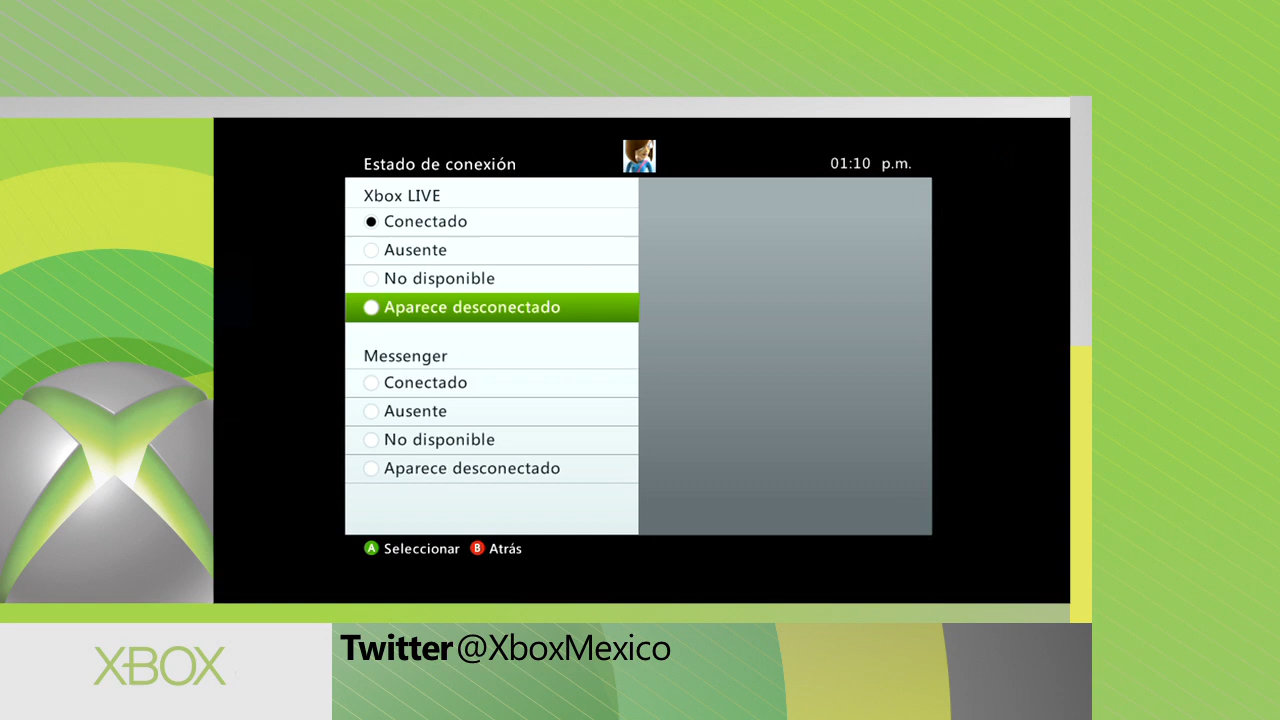 Estado de conexión
01:10 p.m.
Xbox LIVE
Conectado
Ausente
No disponible
Aparece desconectado
Messenger
Conectado
Ausente
No disponible
Aparece desconectado
A Seleccionar B Atrás
XBOX
Twitter@XboxMexico